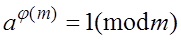 a^{φ(m)} = 1(mod m)